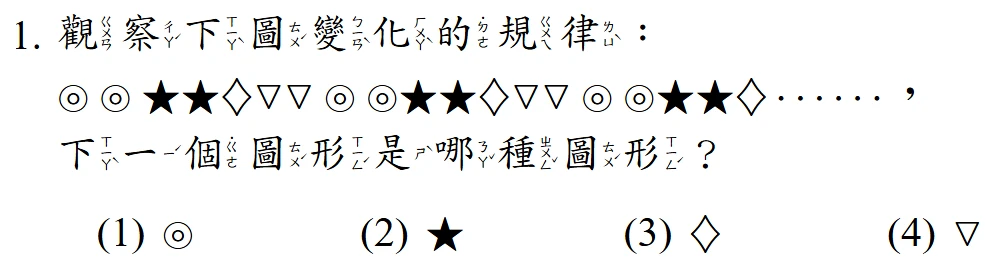 1. 觀察下圖變化的規律：
◎ ◎ ★★◇▽▽ ◎ ◎★★◇▽▽ ◎ ◎★★◇⋯⋯，
下一個圖形是哪種圖形？
(1) ◎ (2) ★ (3) ◇ (4) ▽